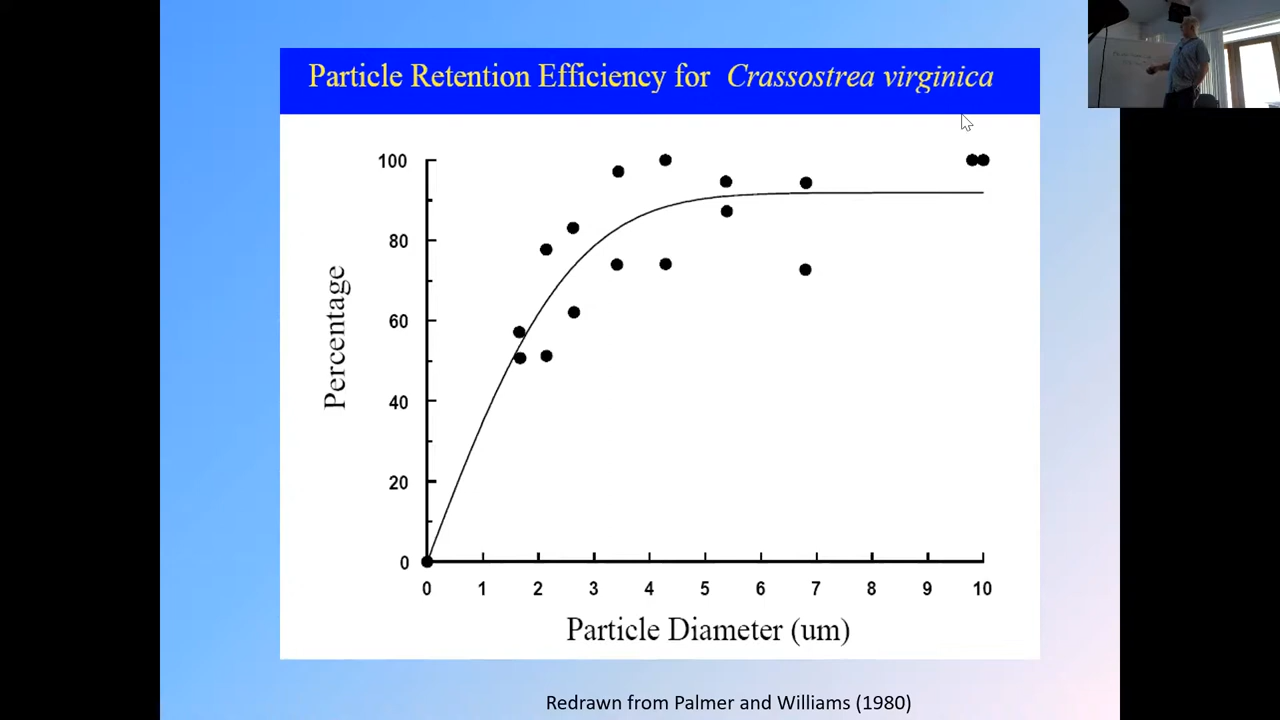 Particle Retention Efficiency for Crassostrea virginica
100
80
60
40
20
0
Percentage
0 1 2 3 4 5 6 7 8 9 10
Particle Diameter (um)
Redrawn from Palmer and Williams (1980)